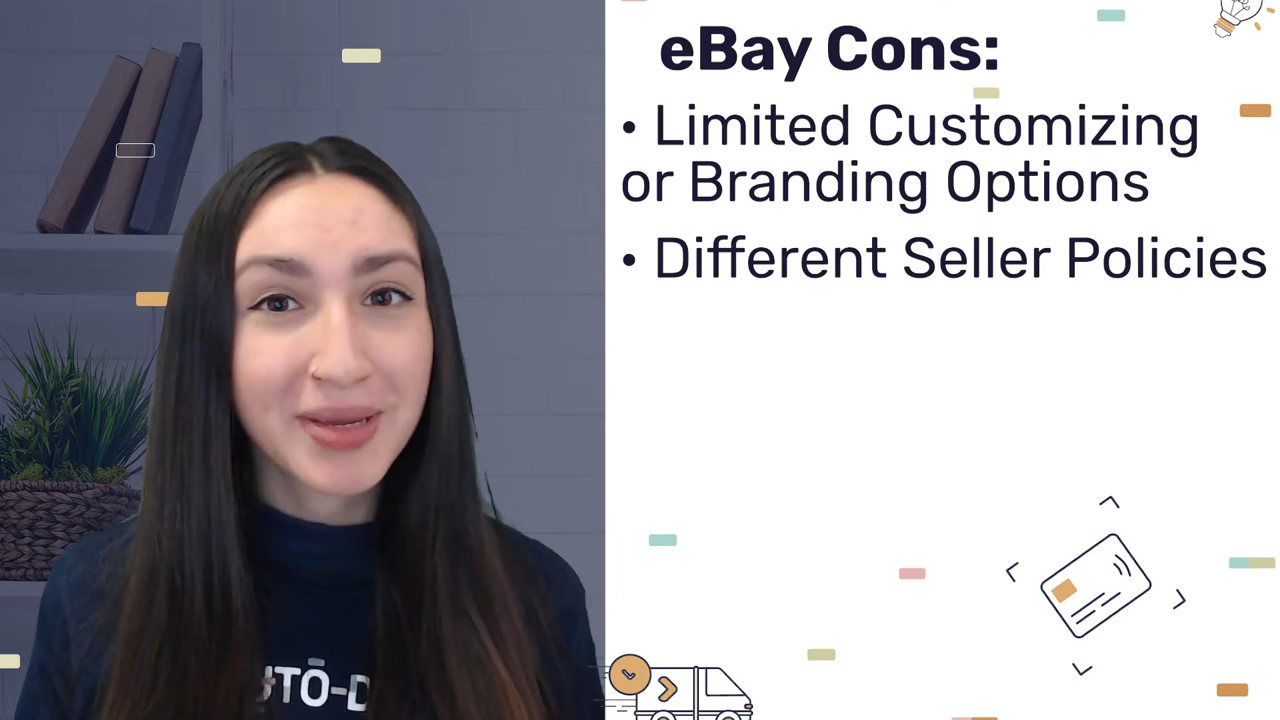 eBay Cons:
• Limited Customizing
or Branding Options
• Different Seller Policies